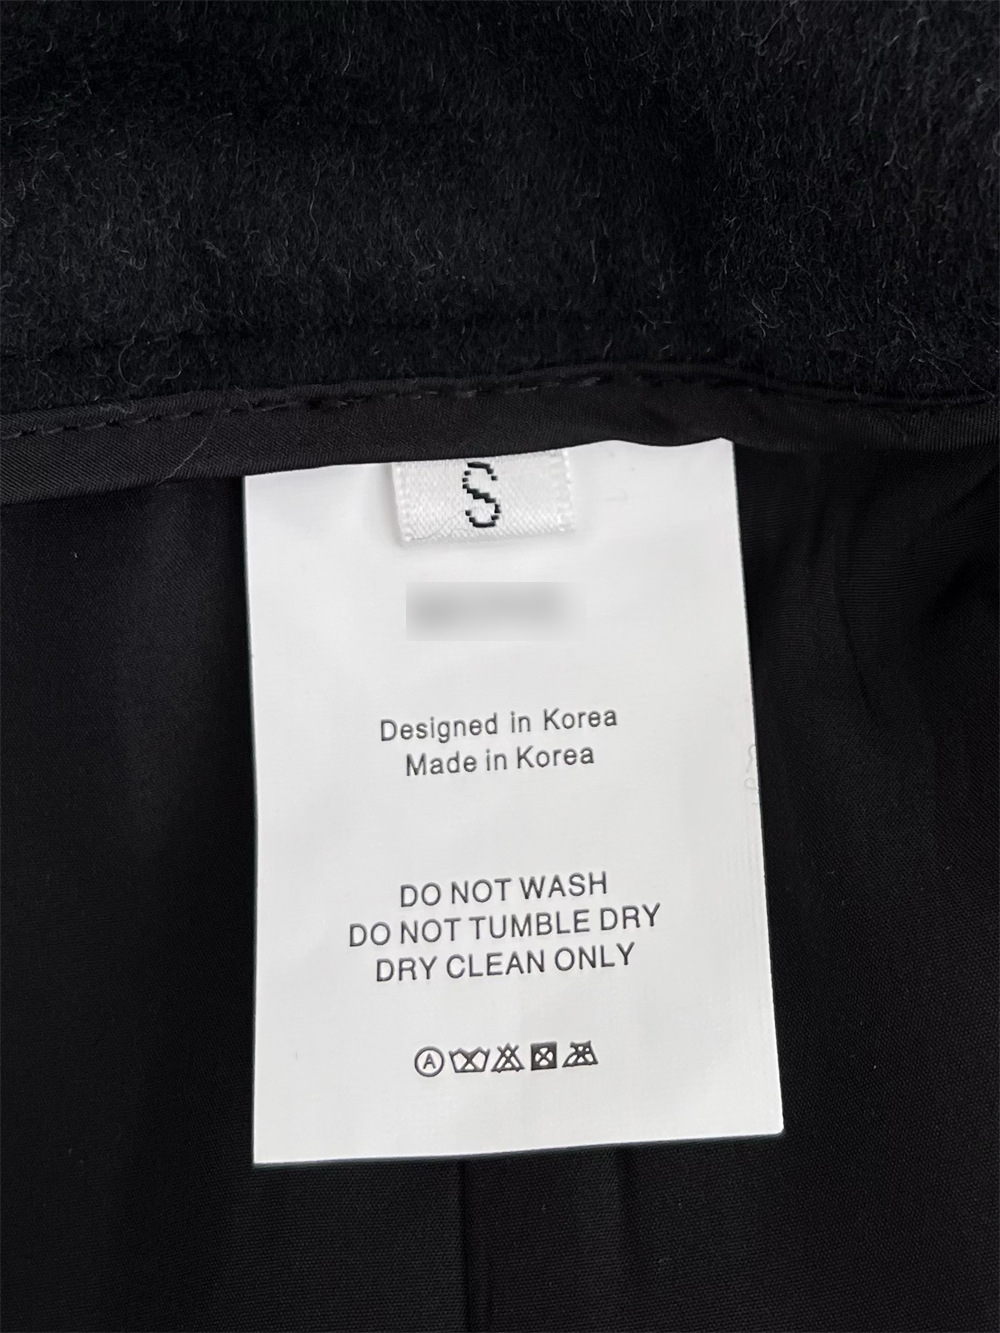 S
Designed in Korea
Made in Korea
DO NOT WASH
DO NOT TUMBLE DRY
DRY CLEAN ONLY
A